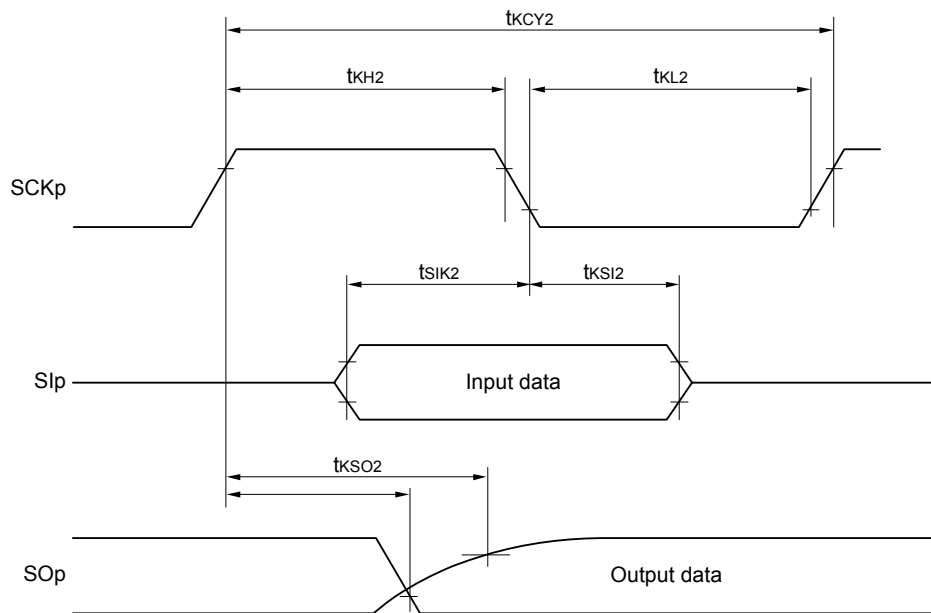 tKCY2
tKH2 tKL2
SCKp
tSIK2 tKSI2
SIp Input data
tKSO2
SOp Output data